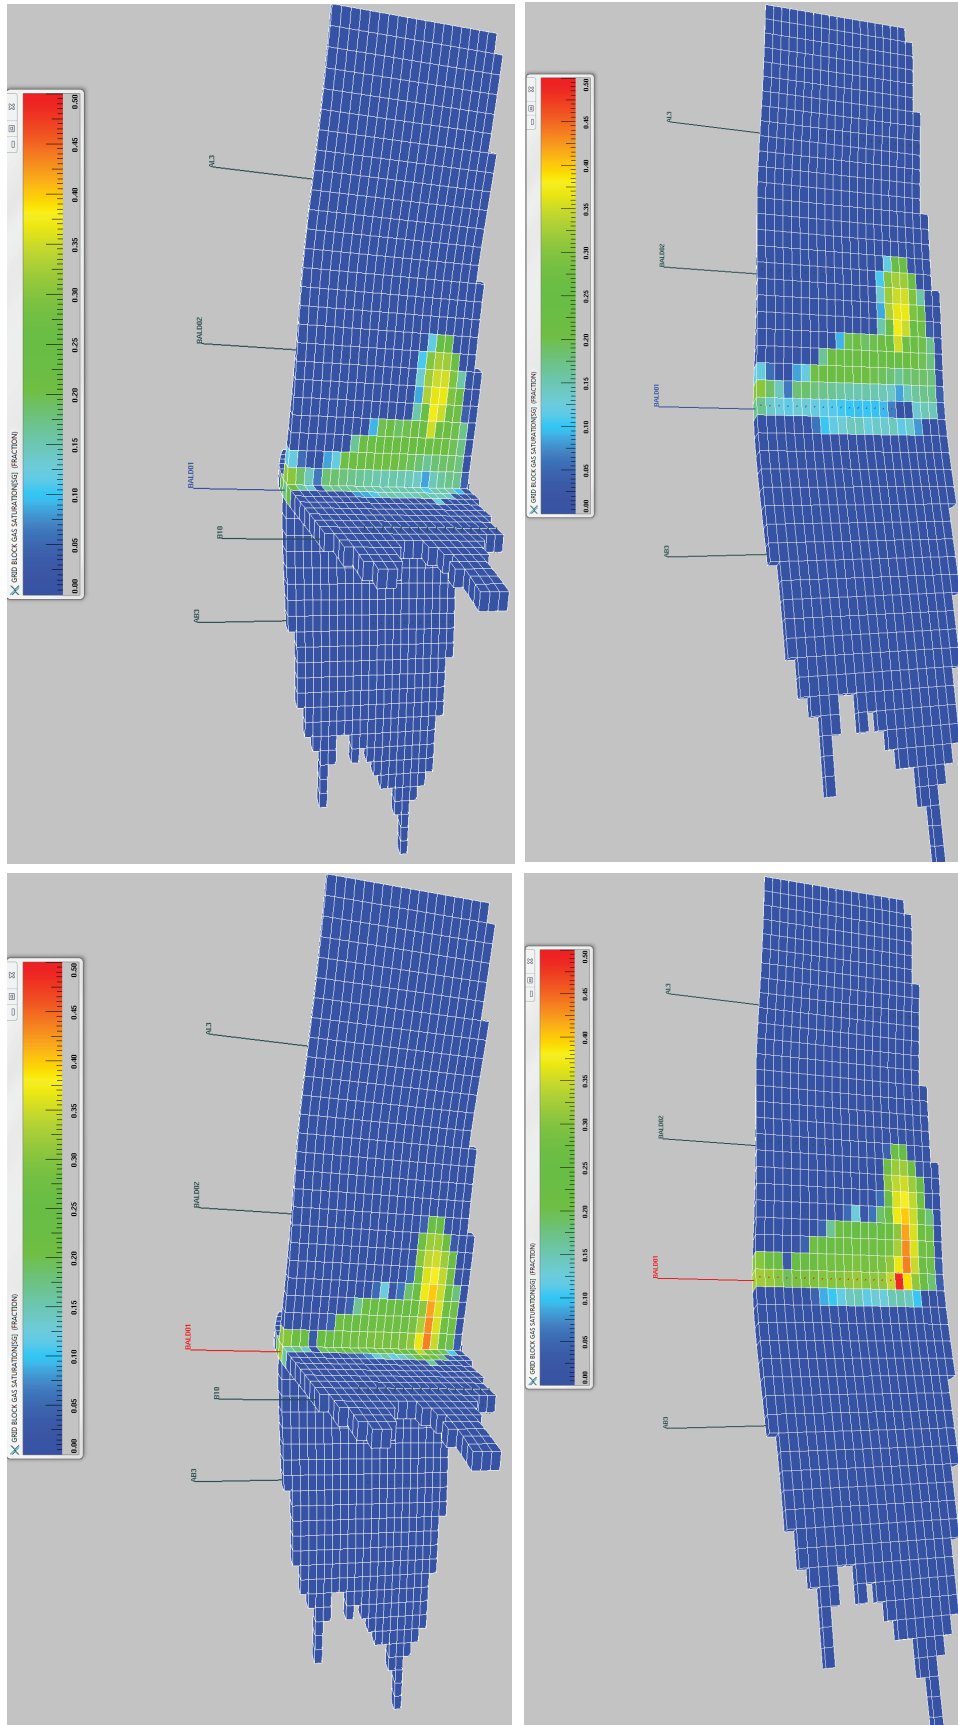 GRID BLOCK GAS SATURATION[SG] (FRACTION)
0.00 0.05 0.10 0.15 0.20 0.25 0.30 0.35 0.40 0.45 0.50
AB3
B10
BALD01
BALD02
AL3
GRID BLOCK GAS SATURATION[SG] (FRACTION)
0.00 0.05 0.10 0.15 0.20 0.25 0.30 0.35 0.40 0.45 0.50
AB3
BALD01
BALD02
AL3
GRID BLOCK GAS SATURATION[SG] (FRACTION)
0.00 0.05 0.10 0.15 0.20 0.25 0.30 0.35 0.40 0.45 0.50
AB3
B10
BALD01
BALD02
AL3
GRID BLOCK GAS SATURATION[SG] (FRACTION)
0.00 0.05 0.10 0.15 0.20 0.25 0.30 0.35 0.40 0.45 0.50
AB3
BALD01
BALD02
AL3